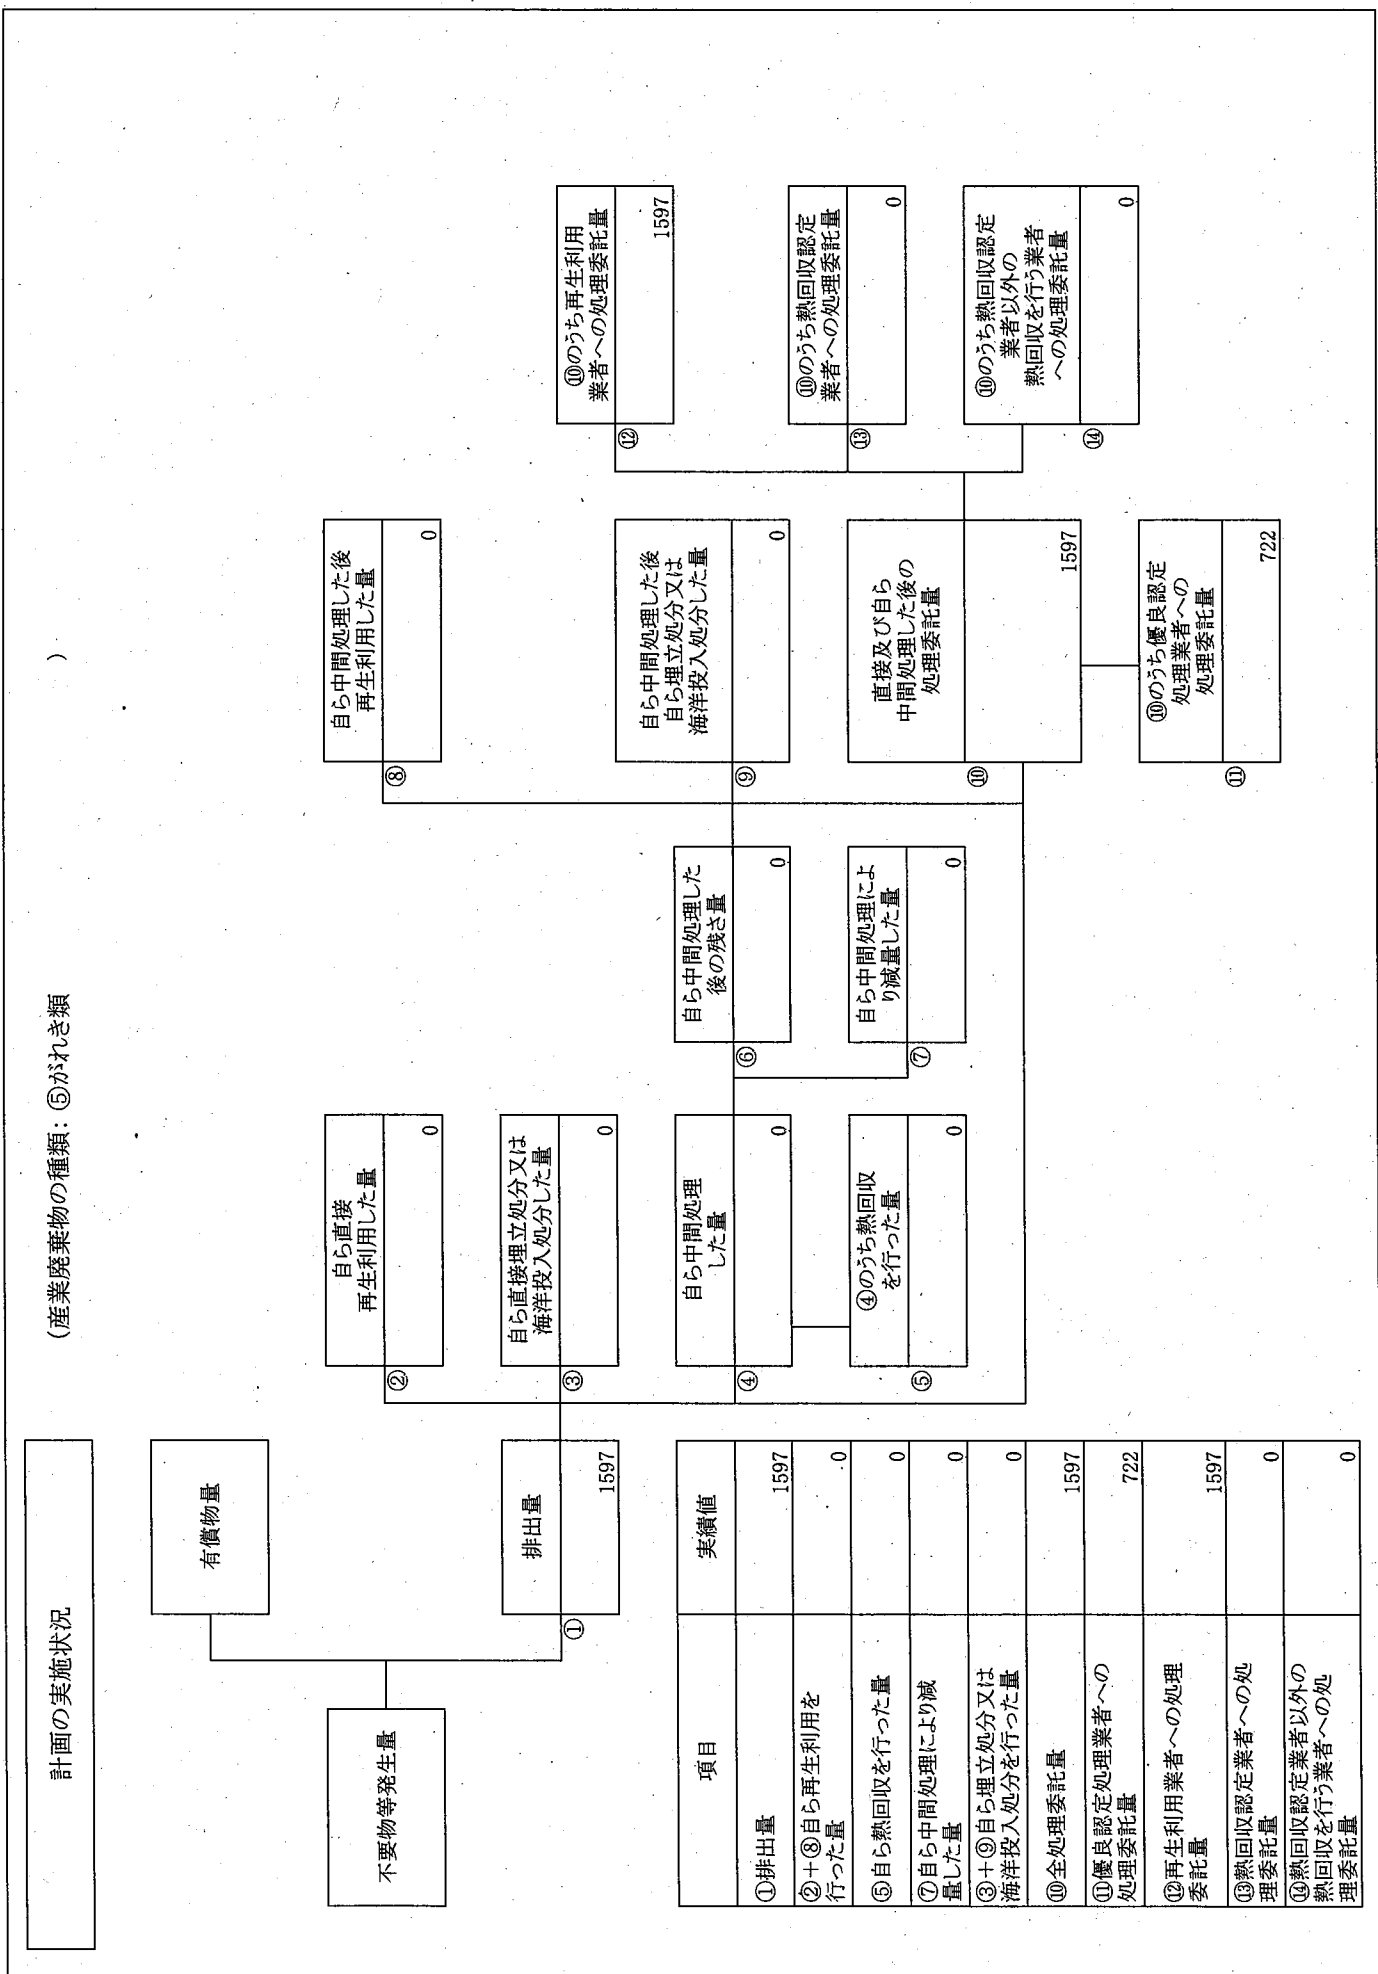 計画の実施状況
(産業廃棄物の種類：⑤がれき類 )
不要物等発生量
有償物量
①
排出量
1597
②
自ら直接
再生利用した量
0
③
自ら直接埋立処分又は
海洋投入処分した量
0
④
自ら中間処理
した量
0
⑤
④のうち熱回収
を行った量
0
⑥
自ら中間処理した
後の残さ量
0
⑦
自ら中間処理によ
り減量した量
0
⑧
自ら中間処理した後
再生利用した量
0
⑨
自ら中間処理した後
自ら埋立処分又は
海洋投入処分した量
0
⑩
直接及び自ら
中間処理した後の
処理委託量
1597
⑪
⑩のうち優良認定
処理業者への
処理委託量
722
⑫
⑩のうち再生利用
業者への処理委託量
1597
⑬
⑩のうち熱回収認定
業者への処理委託量
0
⑭
⑩のうち熱回収認定
業者以外の
熱回収を行う業者
への処理委託量
0
項目 実績値
①排出量 1597
②＋⑧自ら再生利用を
行った量 0
⑤自ら熱回収を行った量 0
⑦自ら中間処理により減
量した量 0
③＋⑨自ら埋立処分又は
海洋投入処分を行った量 0
⑩全処理委託量 1597
⑪優良認定処理業者への
処理委託量 722
⑫再生利用業者への処理
委託量 1597
⑬熱回収認定業者への処
理委託量 0
⑭熱回収認定業者以外の
熱回収を行う業者への処
理委託量 0